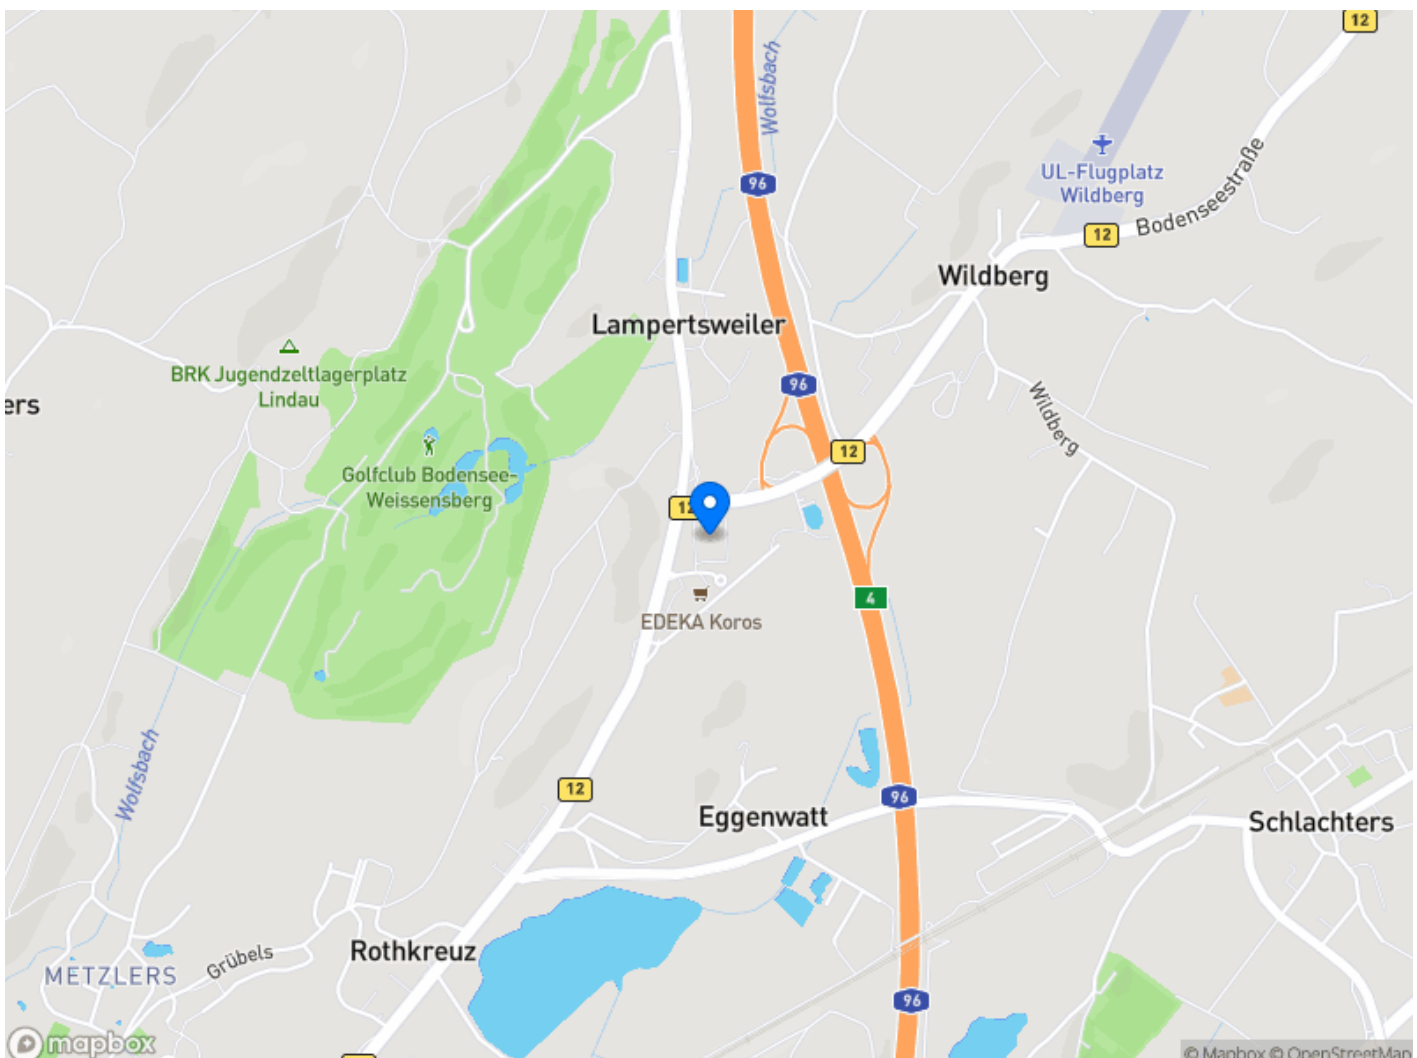 12
Wolfsbach
96
UL-Flugplatz
Wildberg
Bodenseestraße
12
Wildberg
Lampertsweiler
BRK Jugendzeltlagerplatz
Lindau
96
ers
Wildberg
12
Golfclub Bodensee-
Weissensberg
12
4
EDEKA Koros
Wolfsbach
12
96
Eggenwatt
Schlachters
Rothkreuz
Grübels
METZLERS
96
mapbox
© Mapbox © OpenStreetMap